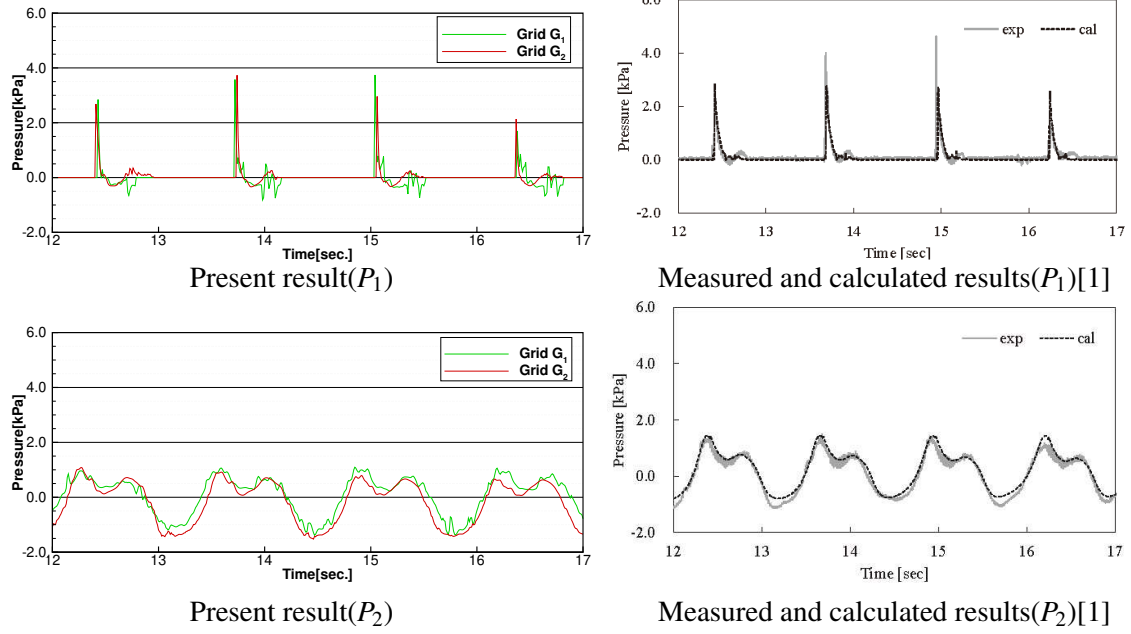 6.0
4.0
2.0
0.0
-2.0
Pressure[kPa]
Grid G1
Grid G2
12 13 14 15 16 17
Time[sec.]
Present result(P1)
6.0
4.0
2.0
0.0
-2.0
Pressure [kPa]
exp cal
12 13 14 15 16 17
Time [sec]
Measured and calculated results(P1)[1]
6.0
4.0
2.0
0.0
-2.0
Pressure[kPa]
Grid G1
Grid G2
12 13 14 15 16 17
Time[sec.]
Present result(P2)
6.0
4.0
2.0
0.0
-2.0
Pressure [kPa]
exp cal
12 13 14 15 16 17
Time [sec]
Measured and calculated results(P2)[1]